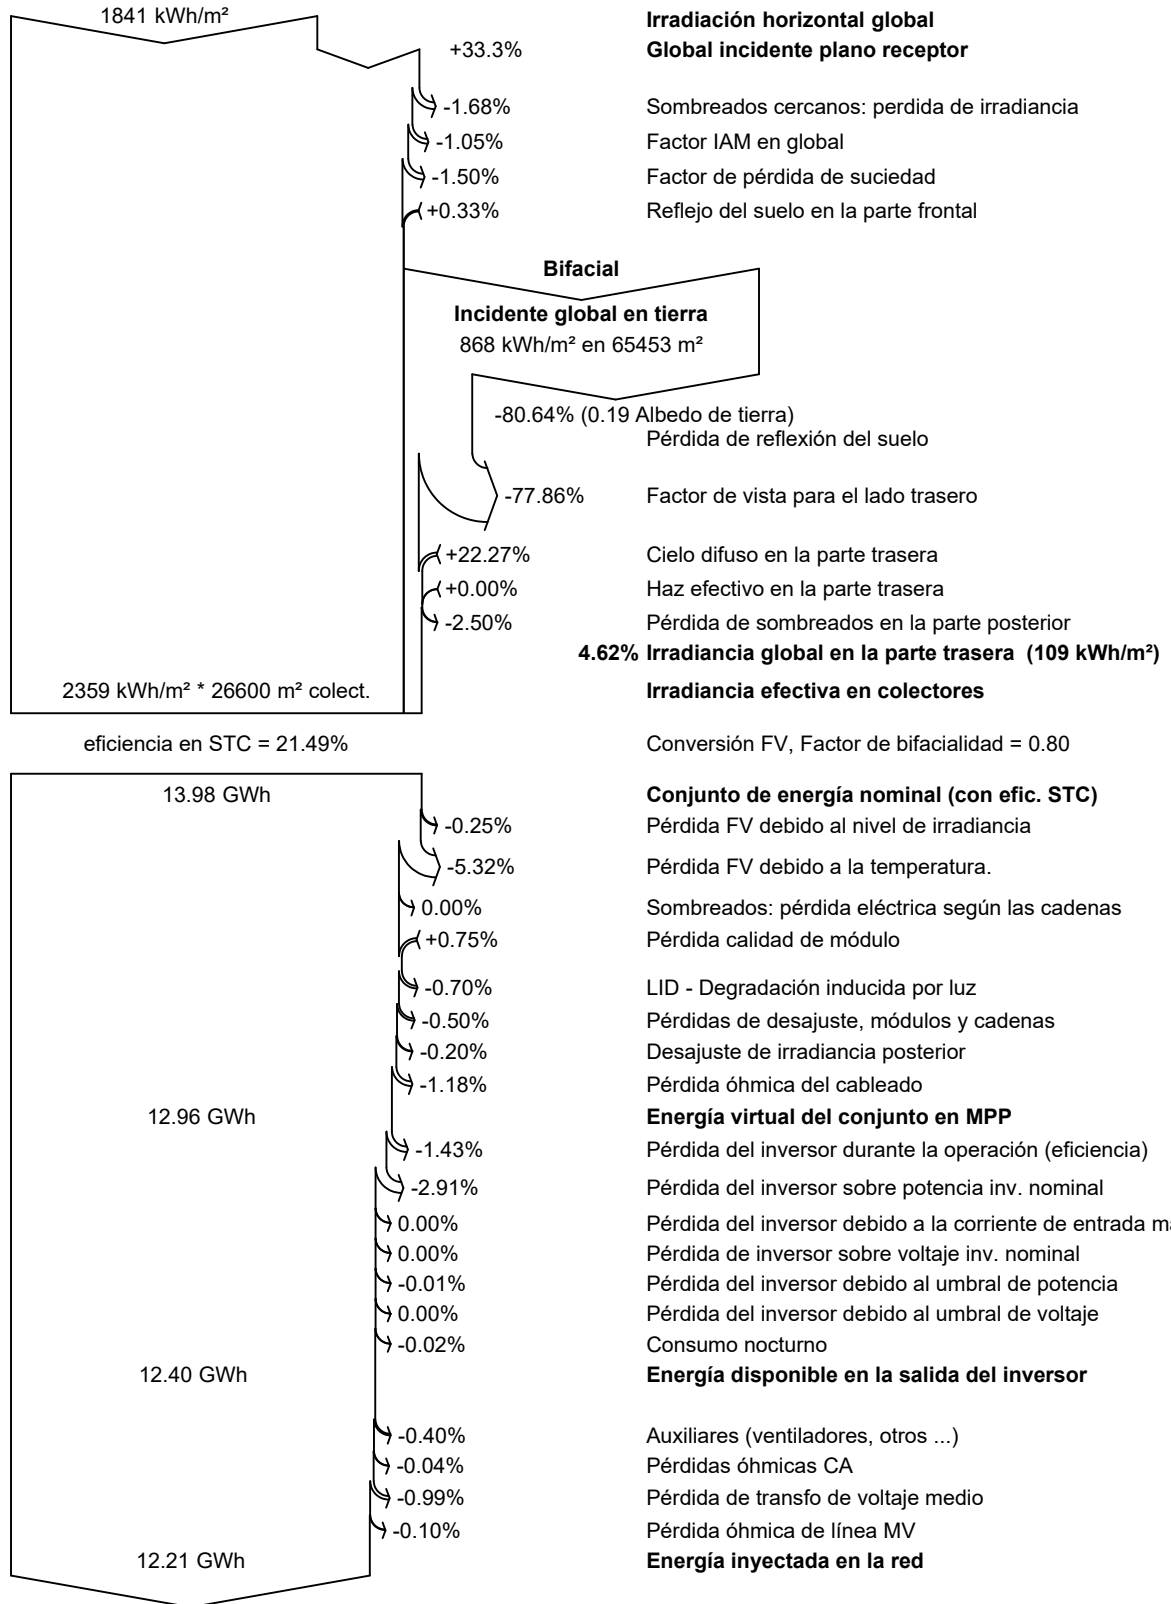 1841 kWh/m² Irradiación horizontal global
+33.3% Global incidente plano receptor
-1.68% Sombreados cercanos: perdida de irradiancia
-1.05% Factor IAM en global
-1.50% Factor de pérdida de suciedad
+0.33% Reflejo del suelo en la parte frontal
Bifacial
Incidente global en tierra
868 kWh/m² en 65453 m²
-80.64% (0.19 Albedo de tierra)
Pérdida de reflexión del suelo
-77.86% Factor de vista para el lado trasero
+22.27% Cielo difuso en la parte trasera
+0.00% Haz efectivo en la parte trasera
-2.50% Pérdida de sombreados en la parte posterior
4.62% Irradiancia global en la parte trasera (109 kWh/m²)
2359 kWh/m² * 26600 m² colect. Irradiancia efectiva en colectores
eficiencia en STC = 21.49% Conversión FV, Factor de bifacialidad = 0.80
13.98 GWh Conjunto de energía nominal (con efic. STC)
-0.25% Pérdida FV debido al nivel de irradiancia
-5.32% Pérdida FV debido a la temperatura.
0.00% Sombreados: pérdida eléctrica según las cadenas
+0.75% Pérdida calidad de módulo
-0.70% LID - Degradación inducida por luz
-0.50% Pérdidas de desajuste, módulos y cadenas
-0.20% Desajuste de irradiancia posterior
-1.18% Pérdida óhmica del cableado
12.96 GWh Energía virtual del conjunto en MPP
-1.43% Pérdida del inversor durante la operación (eficiencia)
-2.91% Pérdida del inversor sobre potencia inv. nominal
0.00% Pérdida del inversor debido a la corriente de entrada
0.00% Pérdida de inversor sobre voltaje inv. nominal
-0.01% Pérdida del inversor debido al umbral de potencia
0.00% Pérdida del inversor debido al umbral de voltaje
-0.02% Consumo nocturno
12.40 GWh Energía disponible en la salida del inversor
-0.40% Auxiliares (ventiladores, otros ...)
-0.04% Pérdidas óhmicas CA
-0.99% Pérdida de transfo de voltaje medio
-0.10% Pérdida óhmica de línea MV
12.21 GWh Energía inyectada en la red